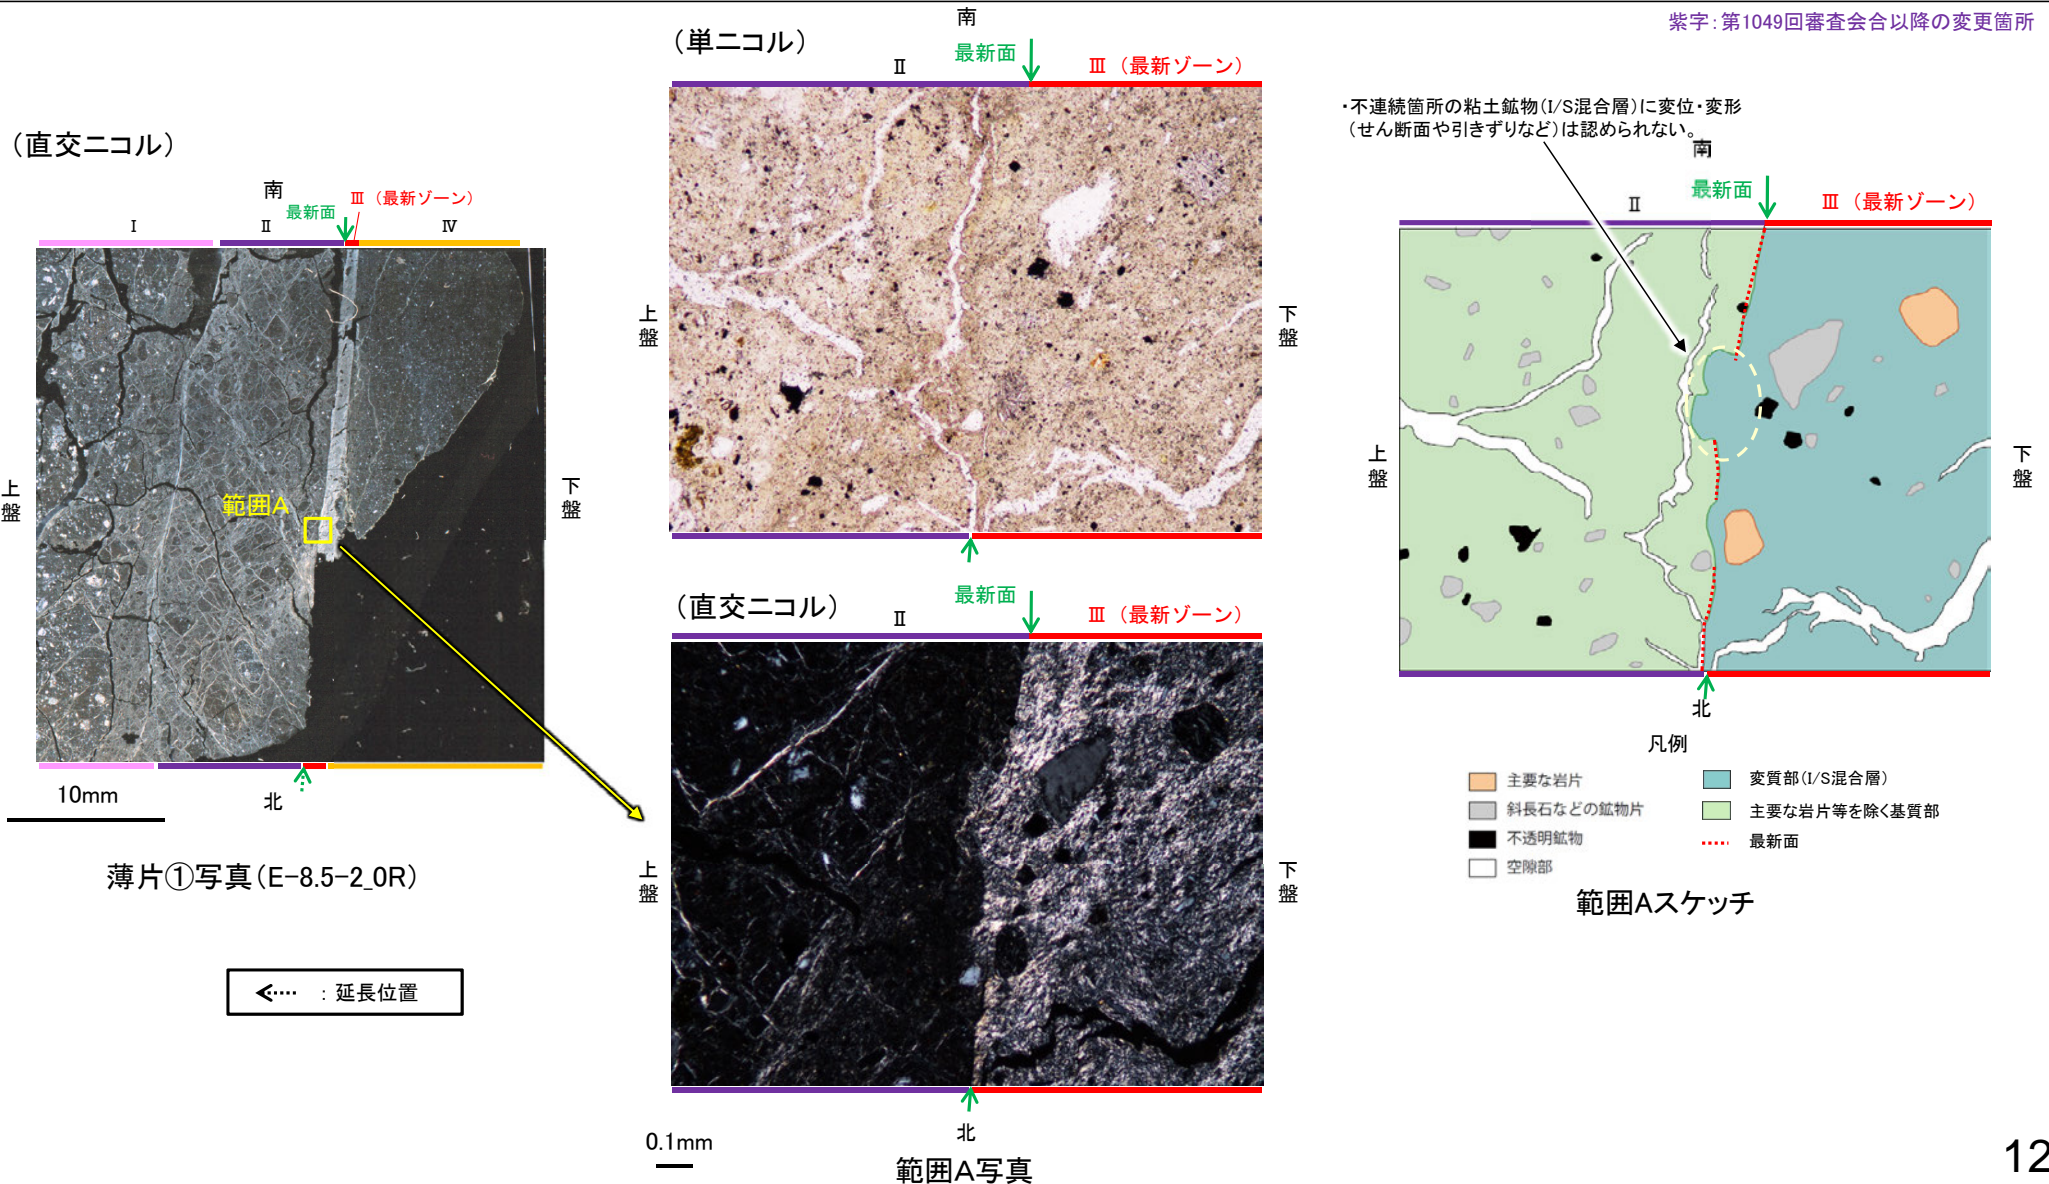 紫字：第1049回審査会合以降の変更箇所
（直交ニコル）
南
最新面
Ⅲ（最新ゾーン）
Ⅰ
Ⅱ
Ⅳ
上盤
下盤
範囲A
10mm
北
薄片①写真(E-8.5-2_0R)
：延長位置
（単ニコル）
南
最新面
Ⅱ
Ⅲ（最新ゾーン）
上盤
下盤
（直交ニコル）
最新面
Ⅱ
Ⅲ（最新ゾーン）
上盤
下盤
北
0.1mm
範囲A写真
・不連続箇所の粘土鉱物(I/S混合層)に変位・変形
（せん断面や引きずりなど）は認められない。
南
最新面
Ⅱ
Ⅲ（最新ゾーン）
上盤
下盤
北
凡例
主要な岩片
斜長石などの鉱物片
不透明鉱物
空隙部
変質部(I/S混合層)
主要な岩片等を除く基質部
最新面
範囲Aスケッチ
12